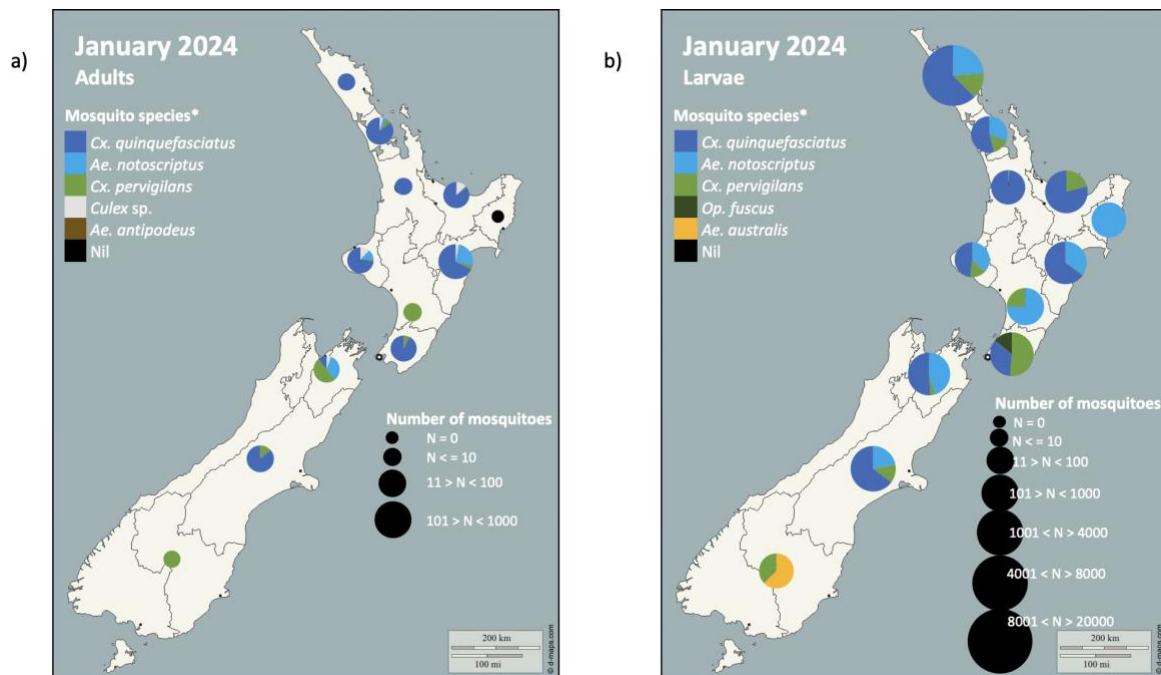 a)
January 2024
Adults
Mosquito species*
Cx. quinquefasciatus
Ae. notoscriptus
Cx. pervigilans
Culex sp.
Ae. antipodeus
Nil
Number of mosquitoes
N = 0
N <= 10
11 > N < 100
101 > N < 1000
200 km
100 mi
© d-maps.com
b)
January 2024
Larvae
Mosquito species*
Cx. quinquefasciatus
Ae. notoscriptus
Cx. pervigilans
Op. fuscus
Ae. australis
Nil
Number of mosquitoes
N = 0
N <= 10
11 > N < 100
101 > N < 1000
1001 < N > 4000
4001 < N > 8000
8001 < N > 20000
200 km
100 mi
© d-maps.com